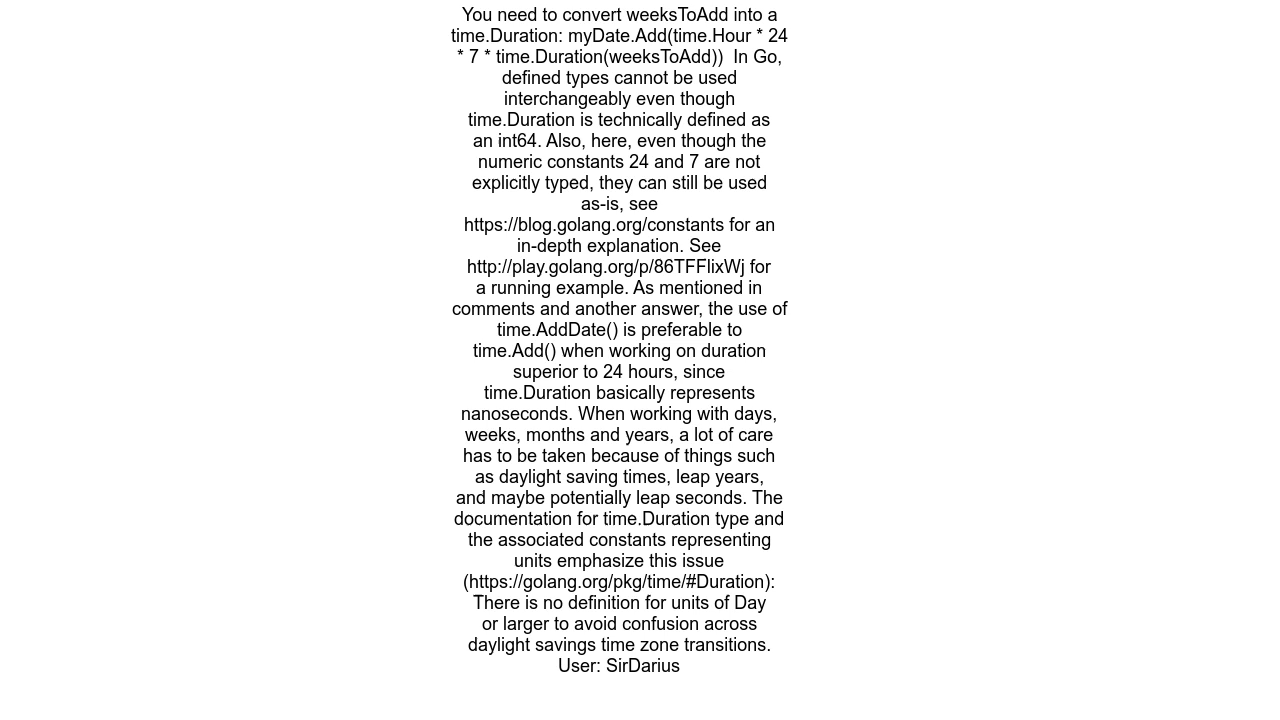 You need to convert weeksToAdd into a
time.Duration: myDate.Add(time.Hour * 24
* 7 * time.Duration(weeksToAdd))  In Go,
defined types cannot be used
interchangeably even though
time.Duration is technically defined as
an int64. Also, here, even though the
numeric constants 24 and 7 are not
explicitly typed, they can still be used
as-is, see
https://blog.golang.org/constants for an
in-depth explanation. See
http://play.golang.org/p/86TFFlixWj for
a running example. As mentioned in
comments and another answer, the use of
time.AddDate() is preferable to
time.Add() when working on duration
superior to 24 hours, since
time.Duration basically represents
nanoseconds. When working with days,
weeks, months and years, a lot of care
has to be taken because of things such
as daylight saving times, leap years,
and maybe potentially leap seconds. The
documentation for time.Duration type and
the associated constants representing
units emphasize this issue
(https://golang.org/pkg/time/#Duration):
There is no definition for units of Day
or larger to avoid confusion across
daylight savings time zone transitions.
User: SirDarius